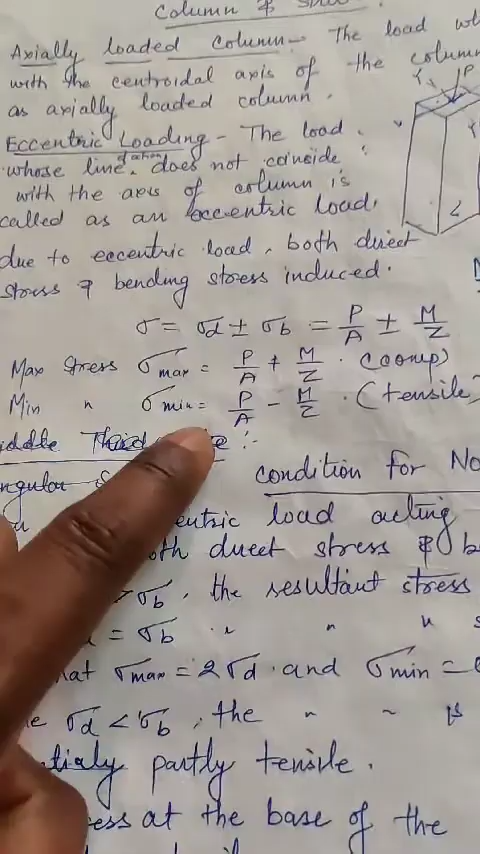 Column &
Axially loaded Column - The load
with the centroidal axis of the column
as axially loaded column.
Eccentric Loading - The load
whose line of action does not coincide
with the axis of column is
called as an eccentric load.
due to eccentric load, both direct
stress & bending stress induced.
σ = σd ± σb = P/A ± M/Z
Max Stress σmax = P/A + M/Z . (comp)
Min " σmin = P/A - M/Z . (tensile)
Third :-
condition for No
load acting
direct stress &
σb, the resultant stress
= σb " " "
σmax = 2σd and σmin =
σd < σb, the " ~
partly tensile.
at the base of the
P